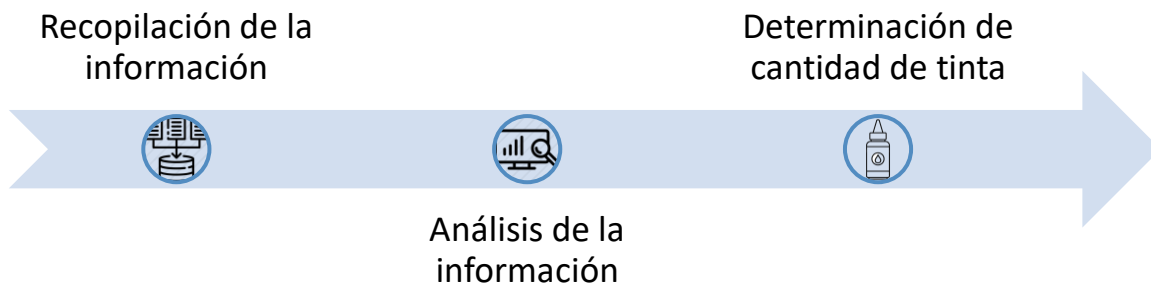 Recopilación de la
información
Análisis de la
información
Determinación de
cantidad de tinta